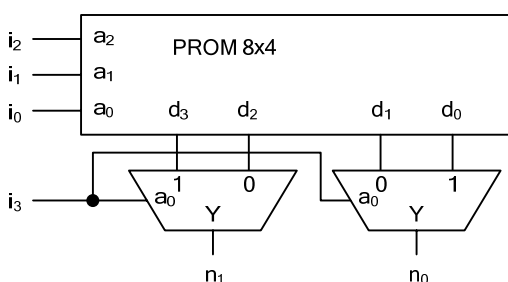 i₂ a₂ PROM 8x4
i₁ a₁
i₀ a₀ d₃ d₂ d₁ d₀
1 0 0 1
i₃ a₀ a₀
Y Y
n₁ n₀